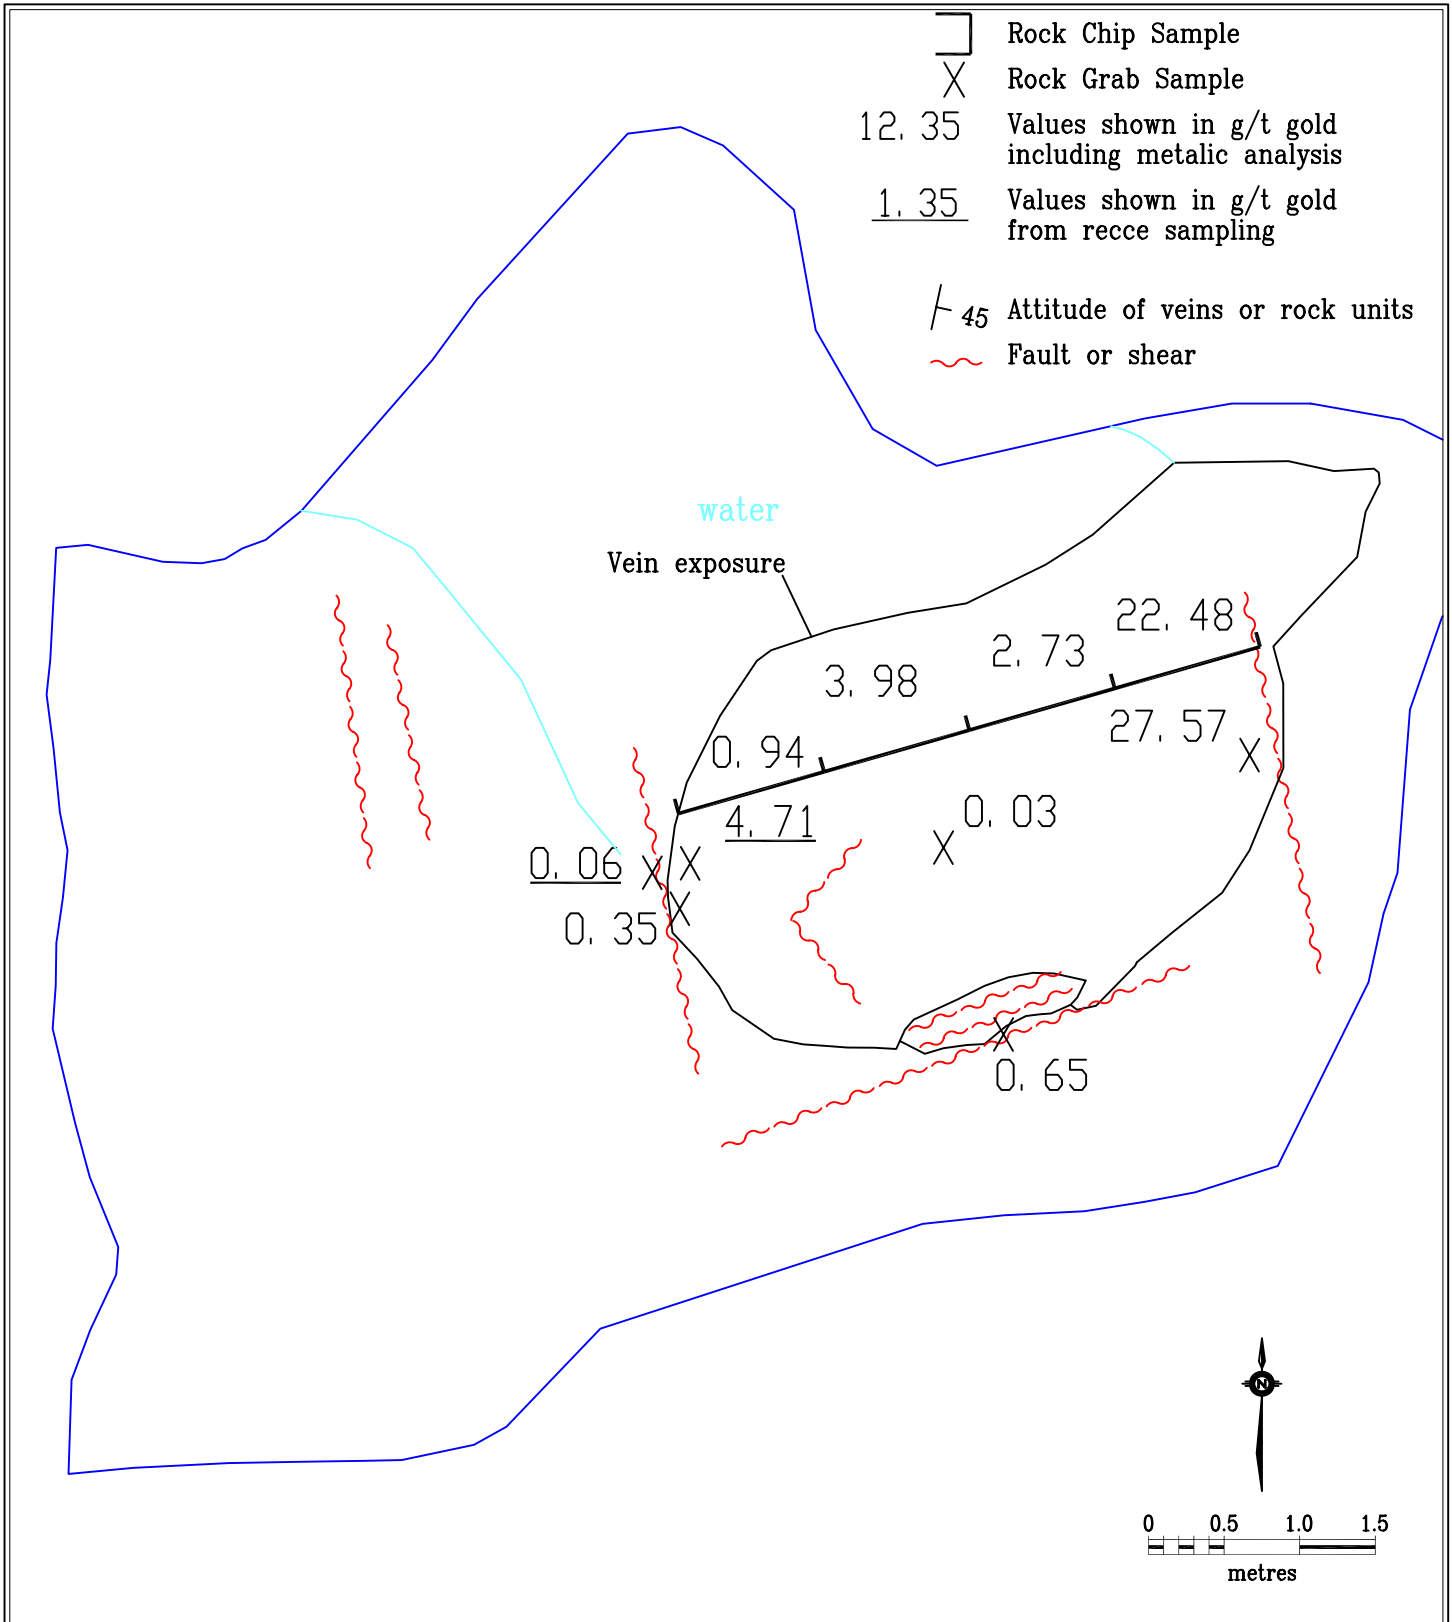 Rock Chip Sample
Rock Grab Sample
12.35 Values shown in g/t gold
including metalic analysis
1.35 Values shown in g/t gold
from recce sampling
45 Attitude of veins or rock units
Fault or shear
water
Vein exposure
22.48
2.73
3.98
27.57
0.94
4.71
0.03
0.06
0.35
0.65
N
0 0.5 1.0 1.5
metres